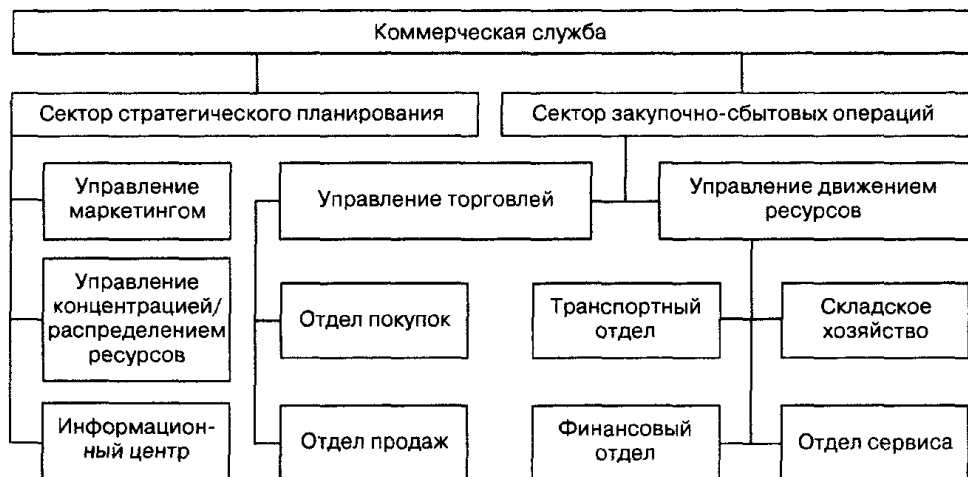 Коммерческая служба
Сектор стратегического планирования
Сектор закупочно-сбытовых операций
Управление
маркетингом
Управление торговлей
Управление движением
ресурсов
Управление
концентрацией/
распределением
ресурсов
Отдел покупок
Транспортный
отдел
Складское
хозяйство
Информацион-
ный центр
Отдел продаж
Финансовый
отдел
Отдел сервиса